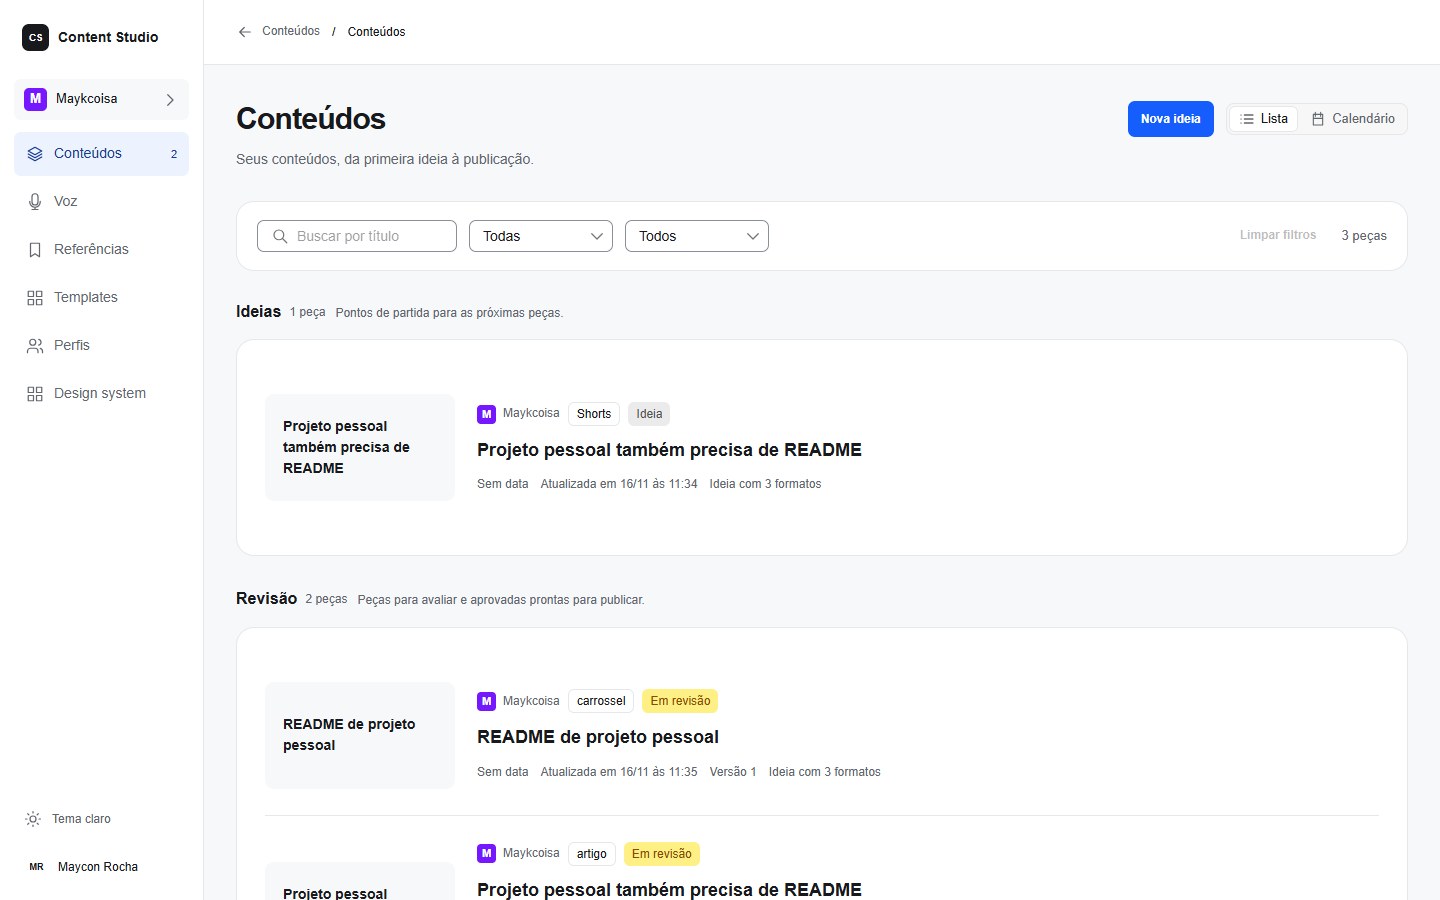 CS Content Studio
M Maykcoisa
Conteúdos 2
Voz
Referências
Templates
Perfis
Design system
Tema claro
MR Maycon Rocha
Conteúdos / Conteúdos
Conteúdos
Seus conteúdos, da primeira ideia à publicação.
Nova ideia
Lista
Calendário
Buscar por título
Todas
Todos
Limpar filtros
3 peças
Ideias 1 peça Pontos de partida para as próximas peças.
Projeto pessoal
também precisa de
README
M Maykcoisa Shorts Ideia
Projeto pessoal também precisa de README
Sem data Atualizada em 16/11 às 11:34 Ideia com 3 formatos
Revisão 2 peças Peças para avaliar e aprovadas prontas para publicar.
README de projeto
pessoal
M Maykcoisa carrossel Em revisão
README de projeto pessoal
Sem data Atualizada em 16/11 às 11:35 Versão 1 Ideia com 3 formatos
Projeto pessoal
M Maykcoisa artigo Em revisão
Projeto pessoal também precisa de README